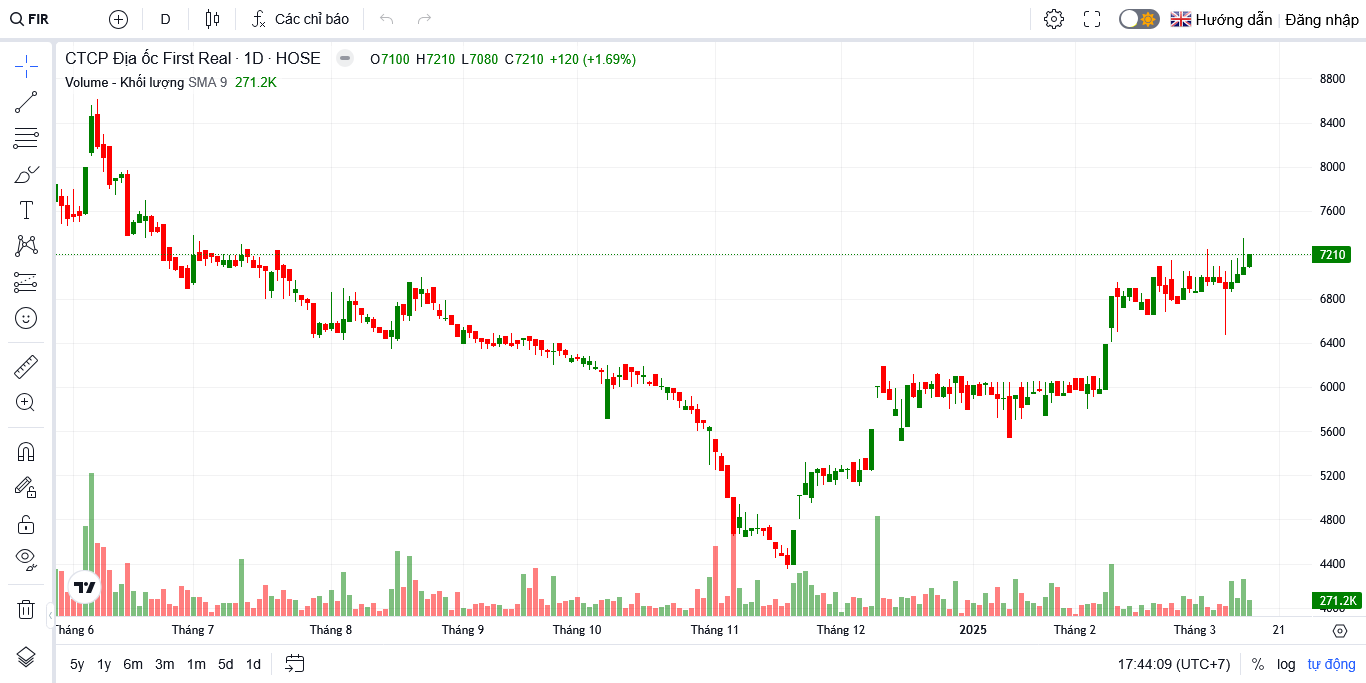 FIR D Các chỉ báo Hướng dẫn Đăng nhập
CTCP Địa ốc First Real · 1D · HOSE O7100 H7210 L7080 C7210 +120 (+1.69%)
Volume - Khối lượng SMA 9 271.2K
8800
8400
8000
7600
7210
6800
6400
6000
5600
5200
4800
4400
271.2K
Tháng 6 Tháng 7 Tháng 8 Tháng 9 Tháng 10 Tháng 11 Tháng 12 2025 Tháng 2 Tháng 3 21
5y 1y 6m 3m 1m 5d 1d 17:44:09 (UTC+7) % log tự động